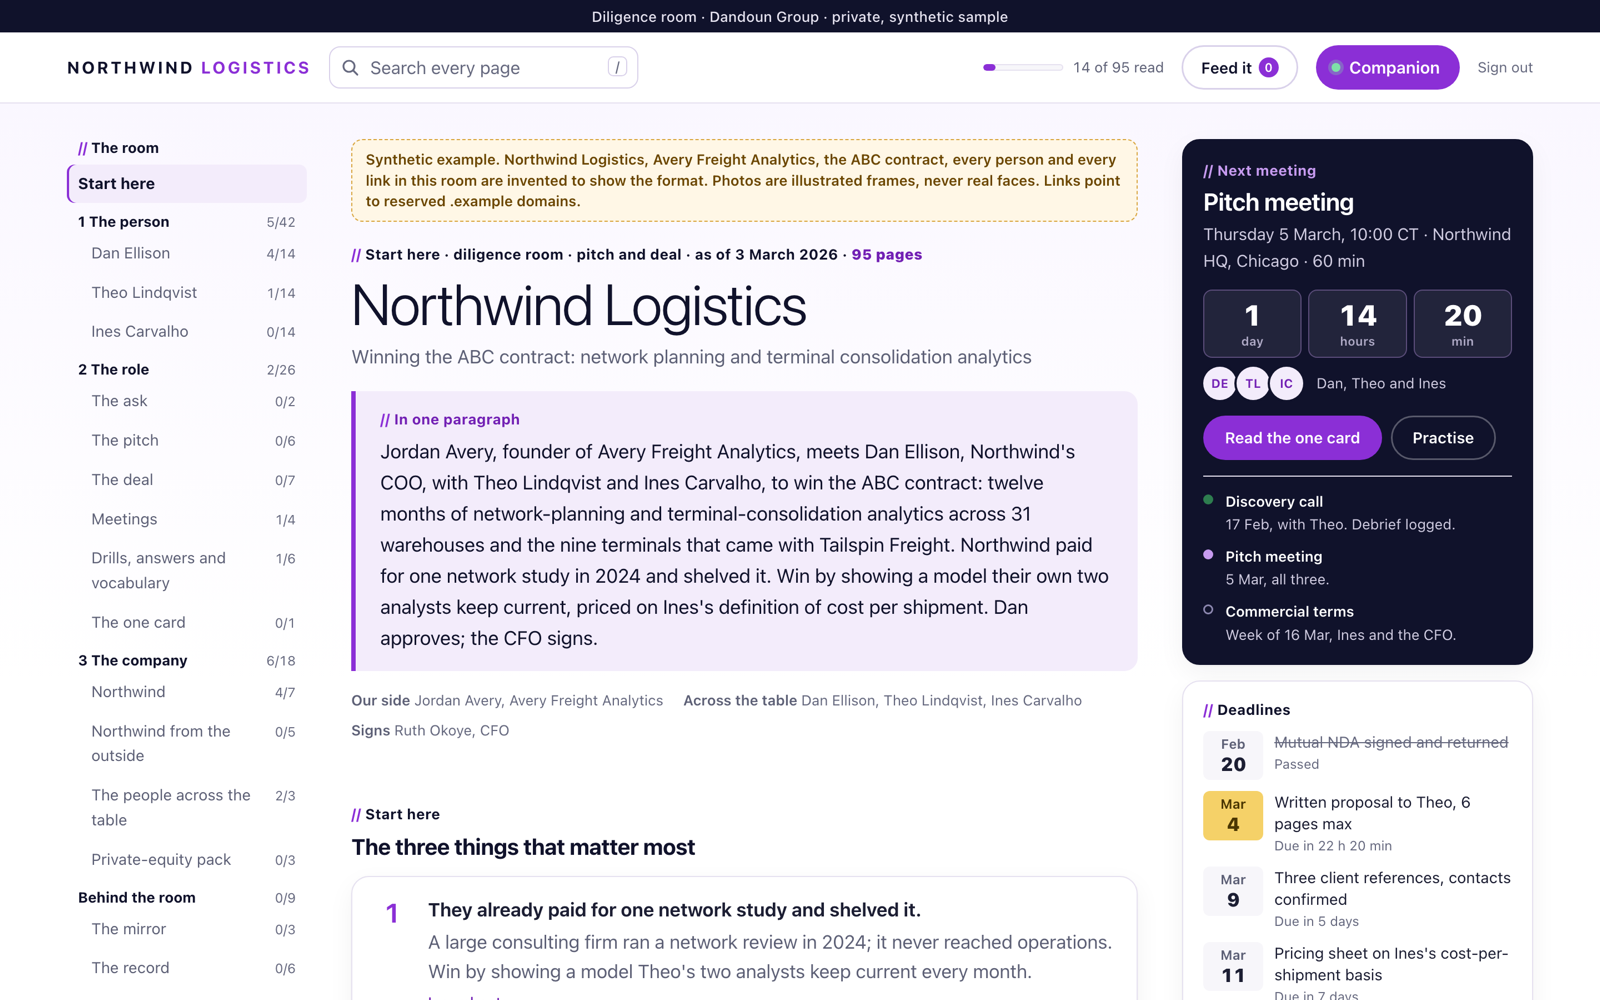 Diligence room · Dandoun Group · private, synthetic sample
NORTHWIND LOGISTICS
Search every page
/
14 of 95 read
Feed it 0
Companion
Sign out
// The room
Start here
1 The person 5/42
Dan Ellison 4/14
Theo Lindqvist 1/14
Ines Carvalho 0/14
2 The role 2/26
The ask 0/2
The pitch 0/6
The deal 0/7
Meetings 1/4
Drills, answers and 1/6
vocabulary
The one card 0/1
3 The company 6/18
Northwind 4/7
Northwind from the 0/5
outside
The people across the 2/3
table
Private-equity pack 0/3
Behind the room 0/9
The mirror 0/3
The record 0/6
Synthetic example. Northwind Logistics, Avery Freight Analytics, the ABC contract, every person and every
link in this room are invented to show the format. Photos are illustrated frames, never real faces. Links point
to reserved .example domains.
// Start here · diligence room · pitch and deal · as of 3 March 2026 · 95 pages
Northwind Logistics
Winning the ABC contract: network planning and terminal consolidation analytics
// In one paragraph
Jordan Avery, founder of Avery Freight Analytics, meets Dan Ellison, Northwind's
COO, with Theo Lindqvist and Ines Carvalho, to win the ABC contract: twelve
months of network-planning and terminal-consolidation analytics across 31
warehouses and the nine terminals that came with Tailspin Freight. Northwind paid
for one network study in 2024 and shelved it. Win by showing a model their own two
analysts keep current, priced on Ines's definition of cost per shipment. Dan
approves; the CFO signs.
Our side Jordan Avery, Avery Freight Analytics Across the table Dan Ellison, Theo Lindqvist, Ines Carvalho
Signs Ruth Okoye, CFO
// Start here
The three things that matter most
1 They already paid for one network study and shelved it.
A large consulting firm ran a network review in 2024; it never reached operations.
Win by showing a model Theo's two analysts keep current every month.
// Next meeting
Pitch meeting
Thursday 5 March, 10:00 CT · Northwind
HQ, Chicago · 60 min
1 14 20
day hours min
DE TL IC Dan, Theo and Ines
Read the one card Practise
Discovery call
17 Feb, with Theo. Debrief logged.
Pitch meeting
5 Mar, all three.
Commercial terms
Week of 16 Mar, Ines and the CFO.
// Deadlines
Feb 20 Mutual NDA signed and returned
Passed
Mar 4 Written proposal to Theo, 6
pages max
Due in 22 h 20 min
Mar 9 Three client references, contacts
confirmed
Due in 5 days
Mar 11 Pricing sheet on Ines's cost-per-
shipment basis
Due in 7 days